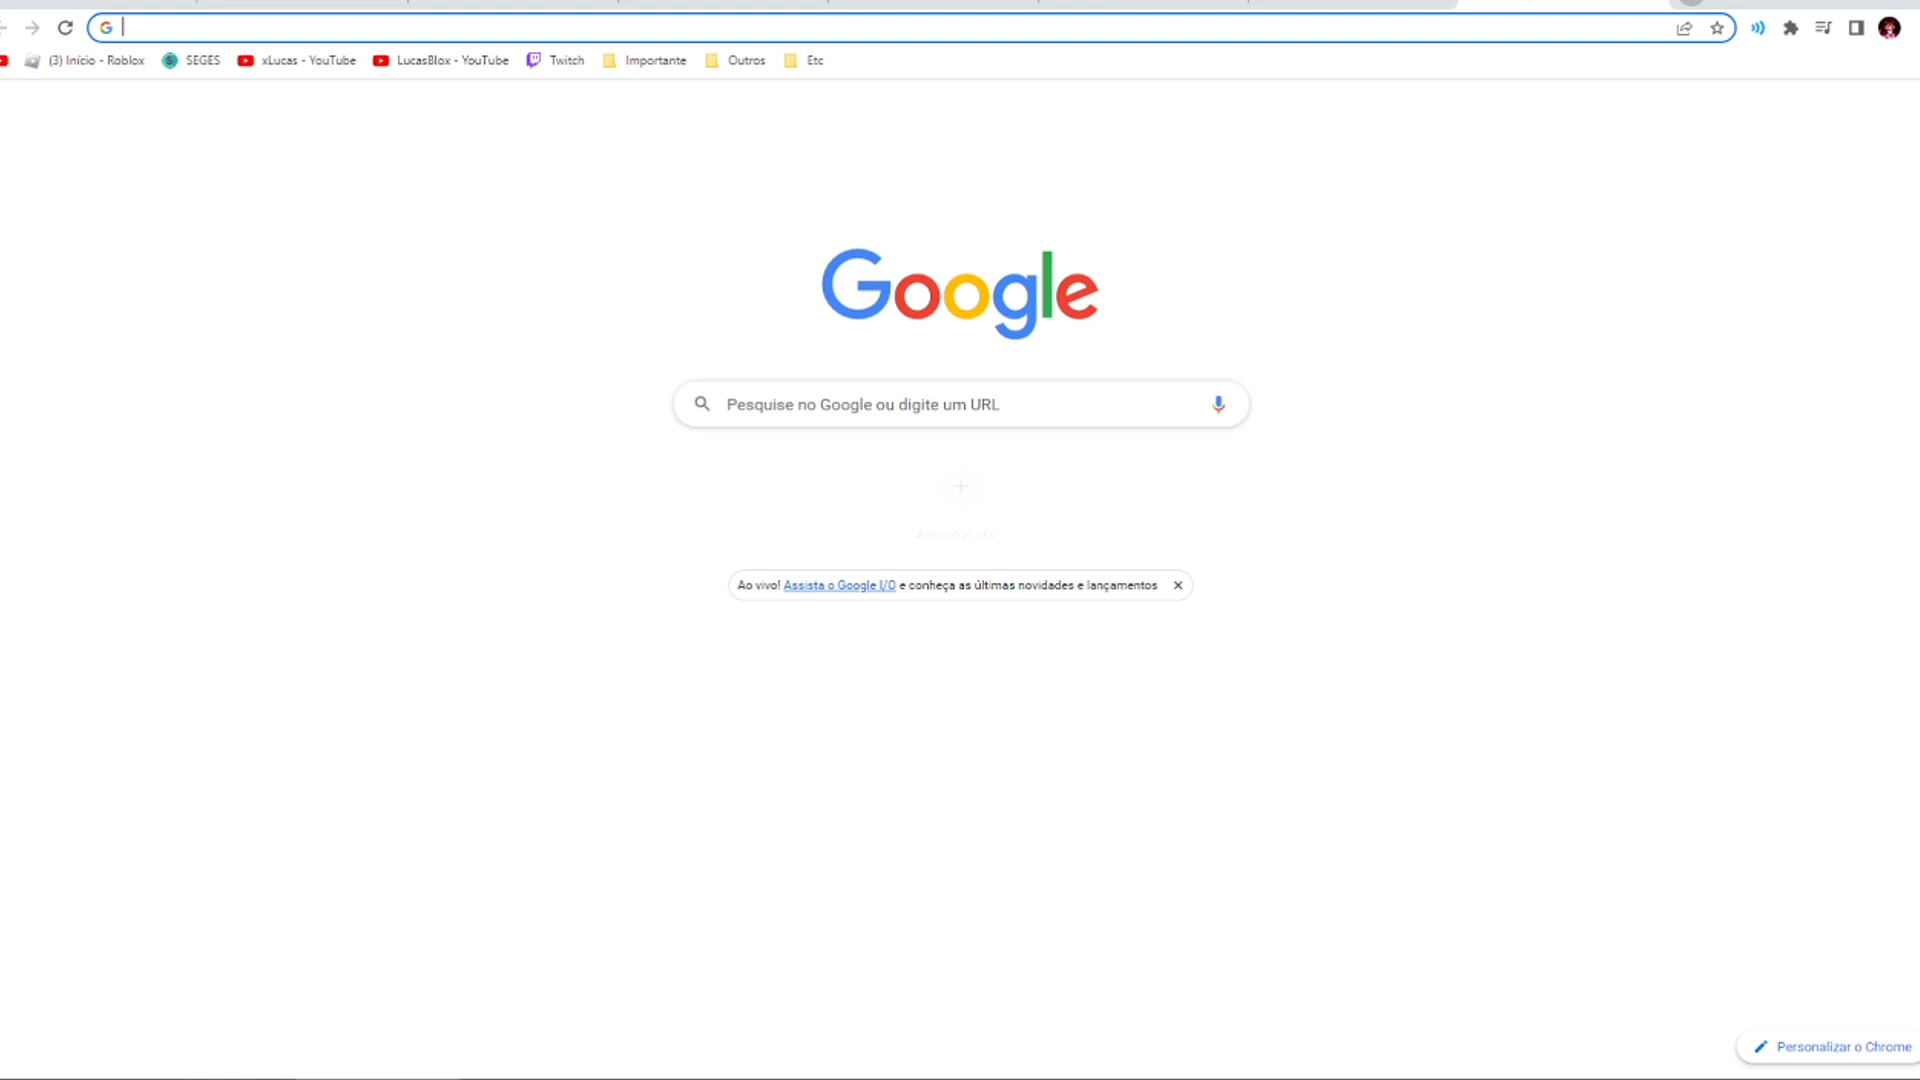 (3) Início - Roblox SEGES xLucas - YouTube LucasBlox - YouTube Twitch Importante Outros Etc
Google
Pesquise no Google ou digite um URL
Adicionar ata
Ao vivo! Assista o Google I/O e conheça as últimas novidades e lançamentos
Personalizar o Chrome